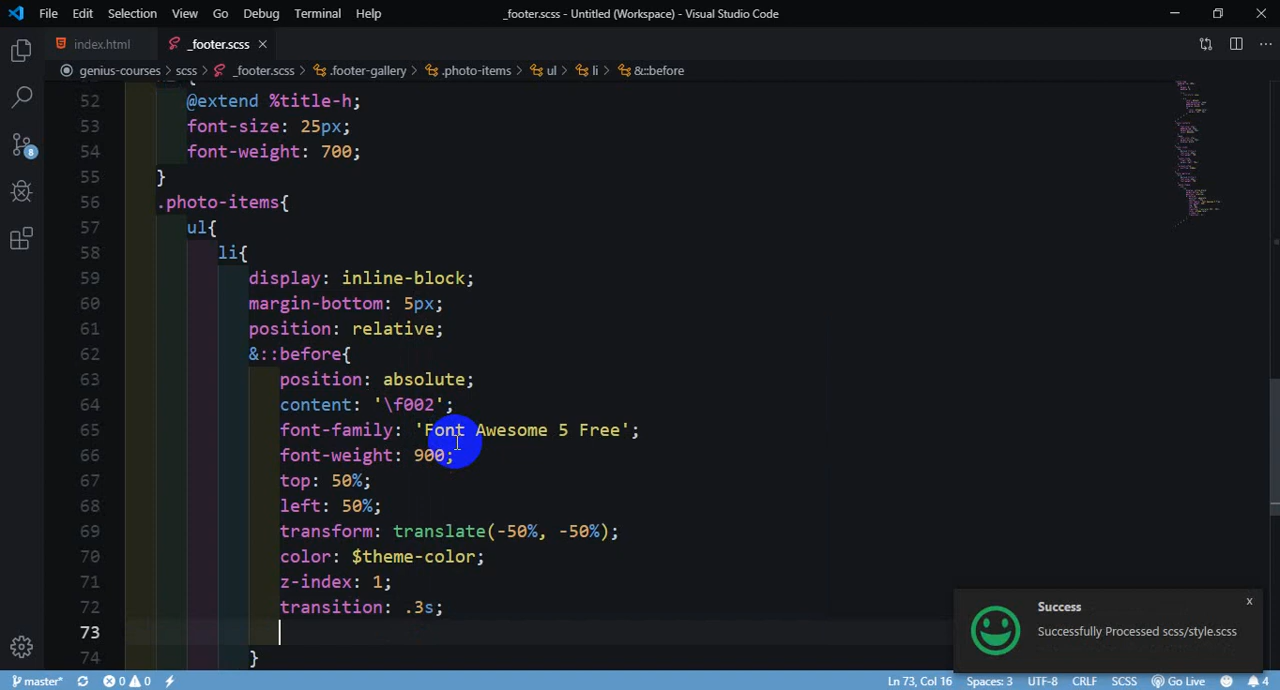 File Edit Selection View Go Debug Terminal Help _footer.scss - Untitled (Workspace) - Visual Studio Code
index.html _footer.scss
genius-courses > scss > _footer.scss > .footer-gallery > .photo-items > ul > li > &::before
52 @extend %title-h;
53 font-size: 25px;
54 font-weight: 700;
55 }
56 .photo-items{
57 ul{
58 li{
59 display: inline-block;
60 margin-bottom: 5px;
61 position: relative;
62 &::before{
63 position: absolute;
64 content: '\f002';
65 font-family: 'Font Awesome 5 Free';
66 font-weight: 900;
67 top: 50%;
68 left: 50%;
69 transform: translate(-50%, -50%);
70 color: $theme-color;
71 z-index: 1;
72 transition: .3s;
73
74 }
8
Success
x
Successfully Processed scss/style.scss
master* 0 0 Ln 73, Col 16 Spaces: 3 UTF-8 CRLF SCSS Go Live 4